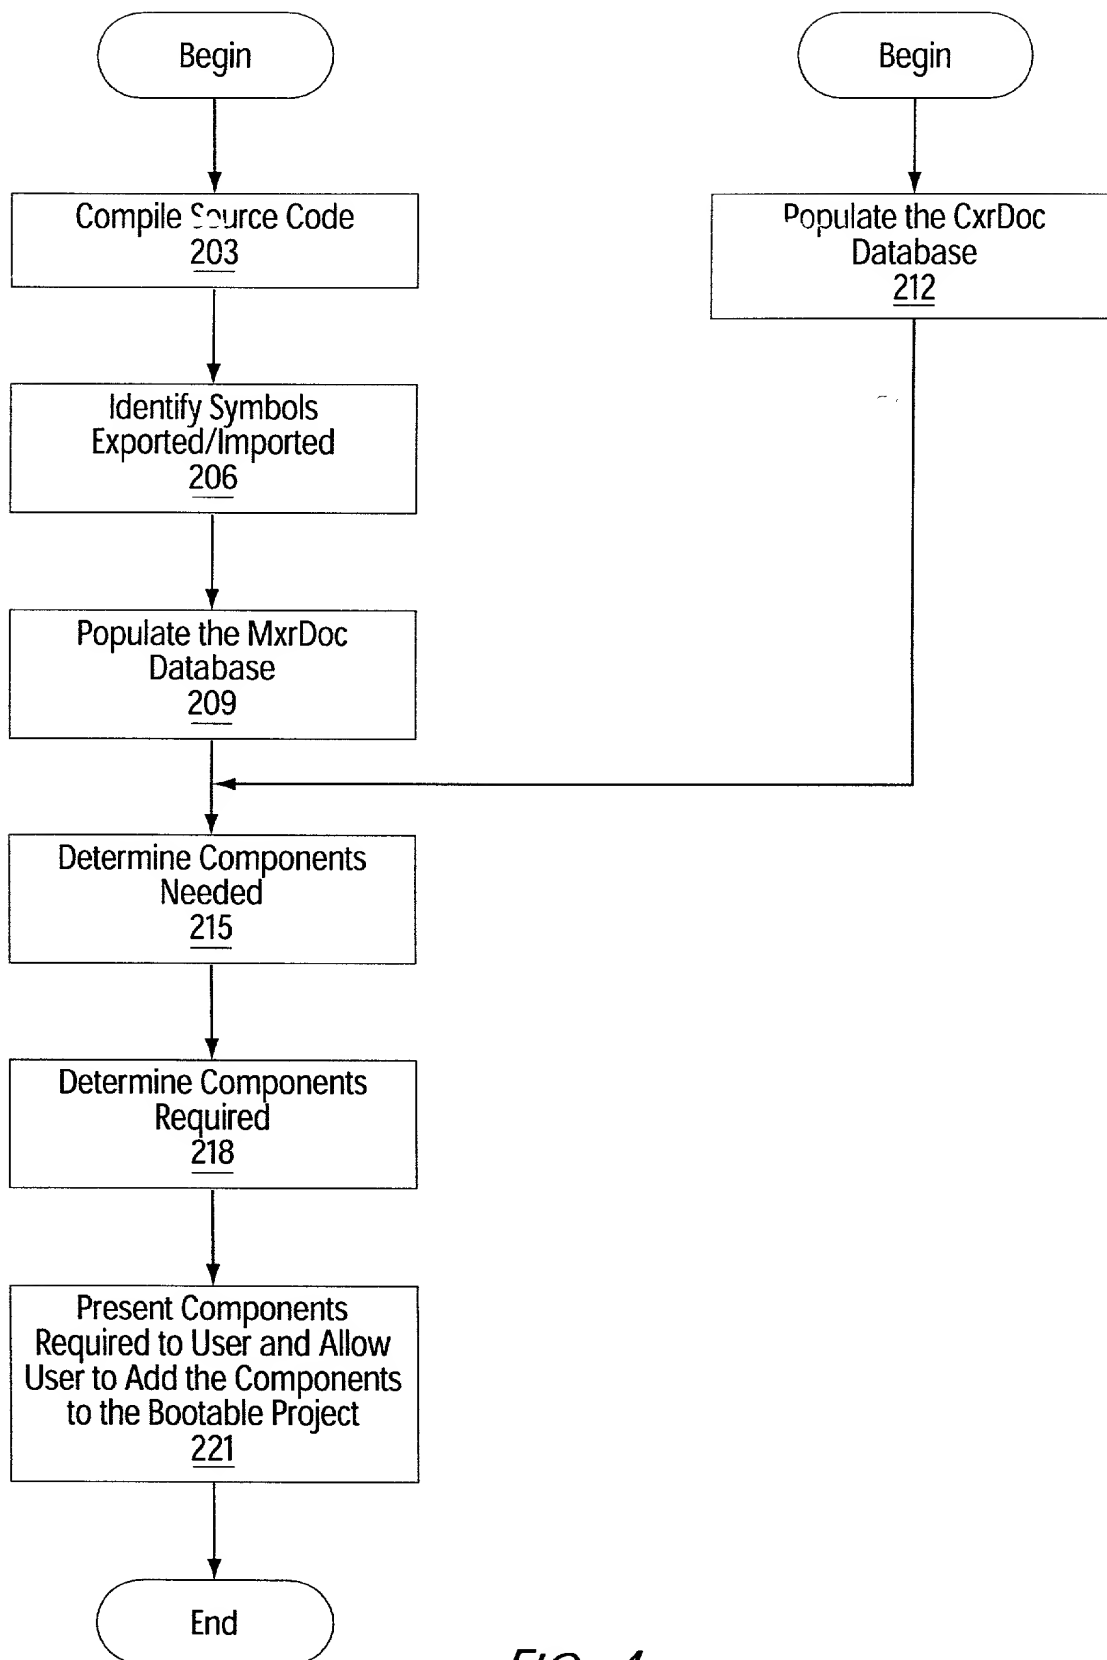 Begin
Compile Source Code
203
Identify Symbols
Exported/Imported
206
Populate the MxrDoc
Database
209
Begin
Populate the CxrDoc
Database
212
Determine Components
Needed
215
Determine Components
Required
218
Present Components
Required to User and Allow
User to Add the Components
to the Bootable Project
221
End
FIG. 4